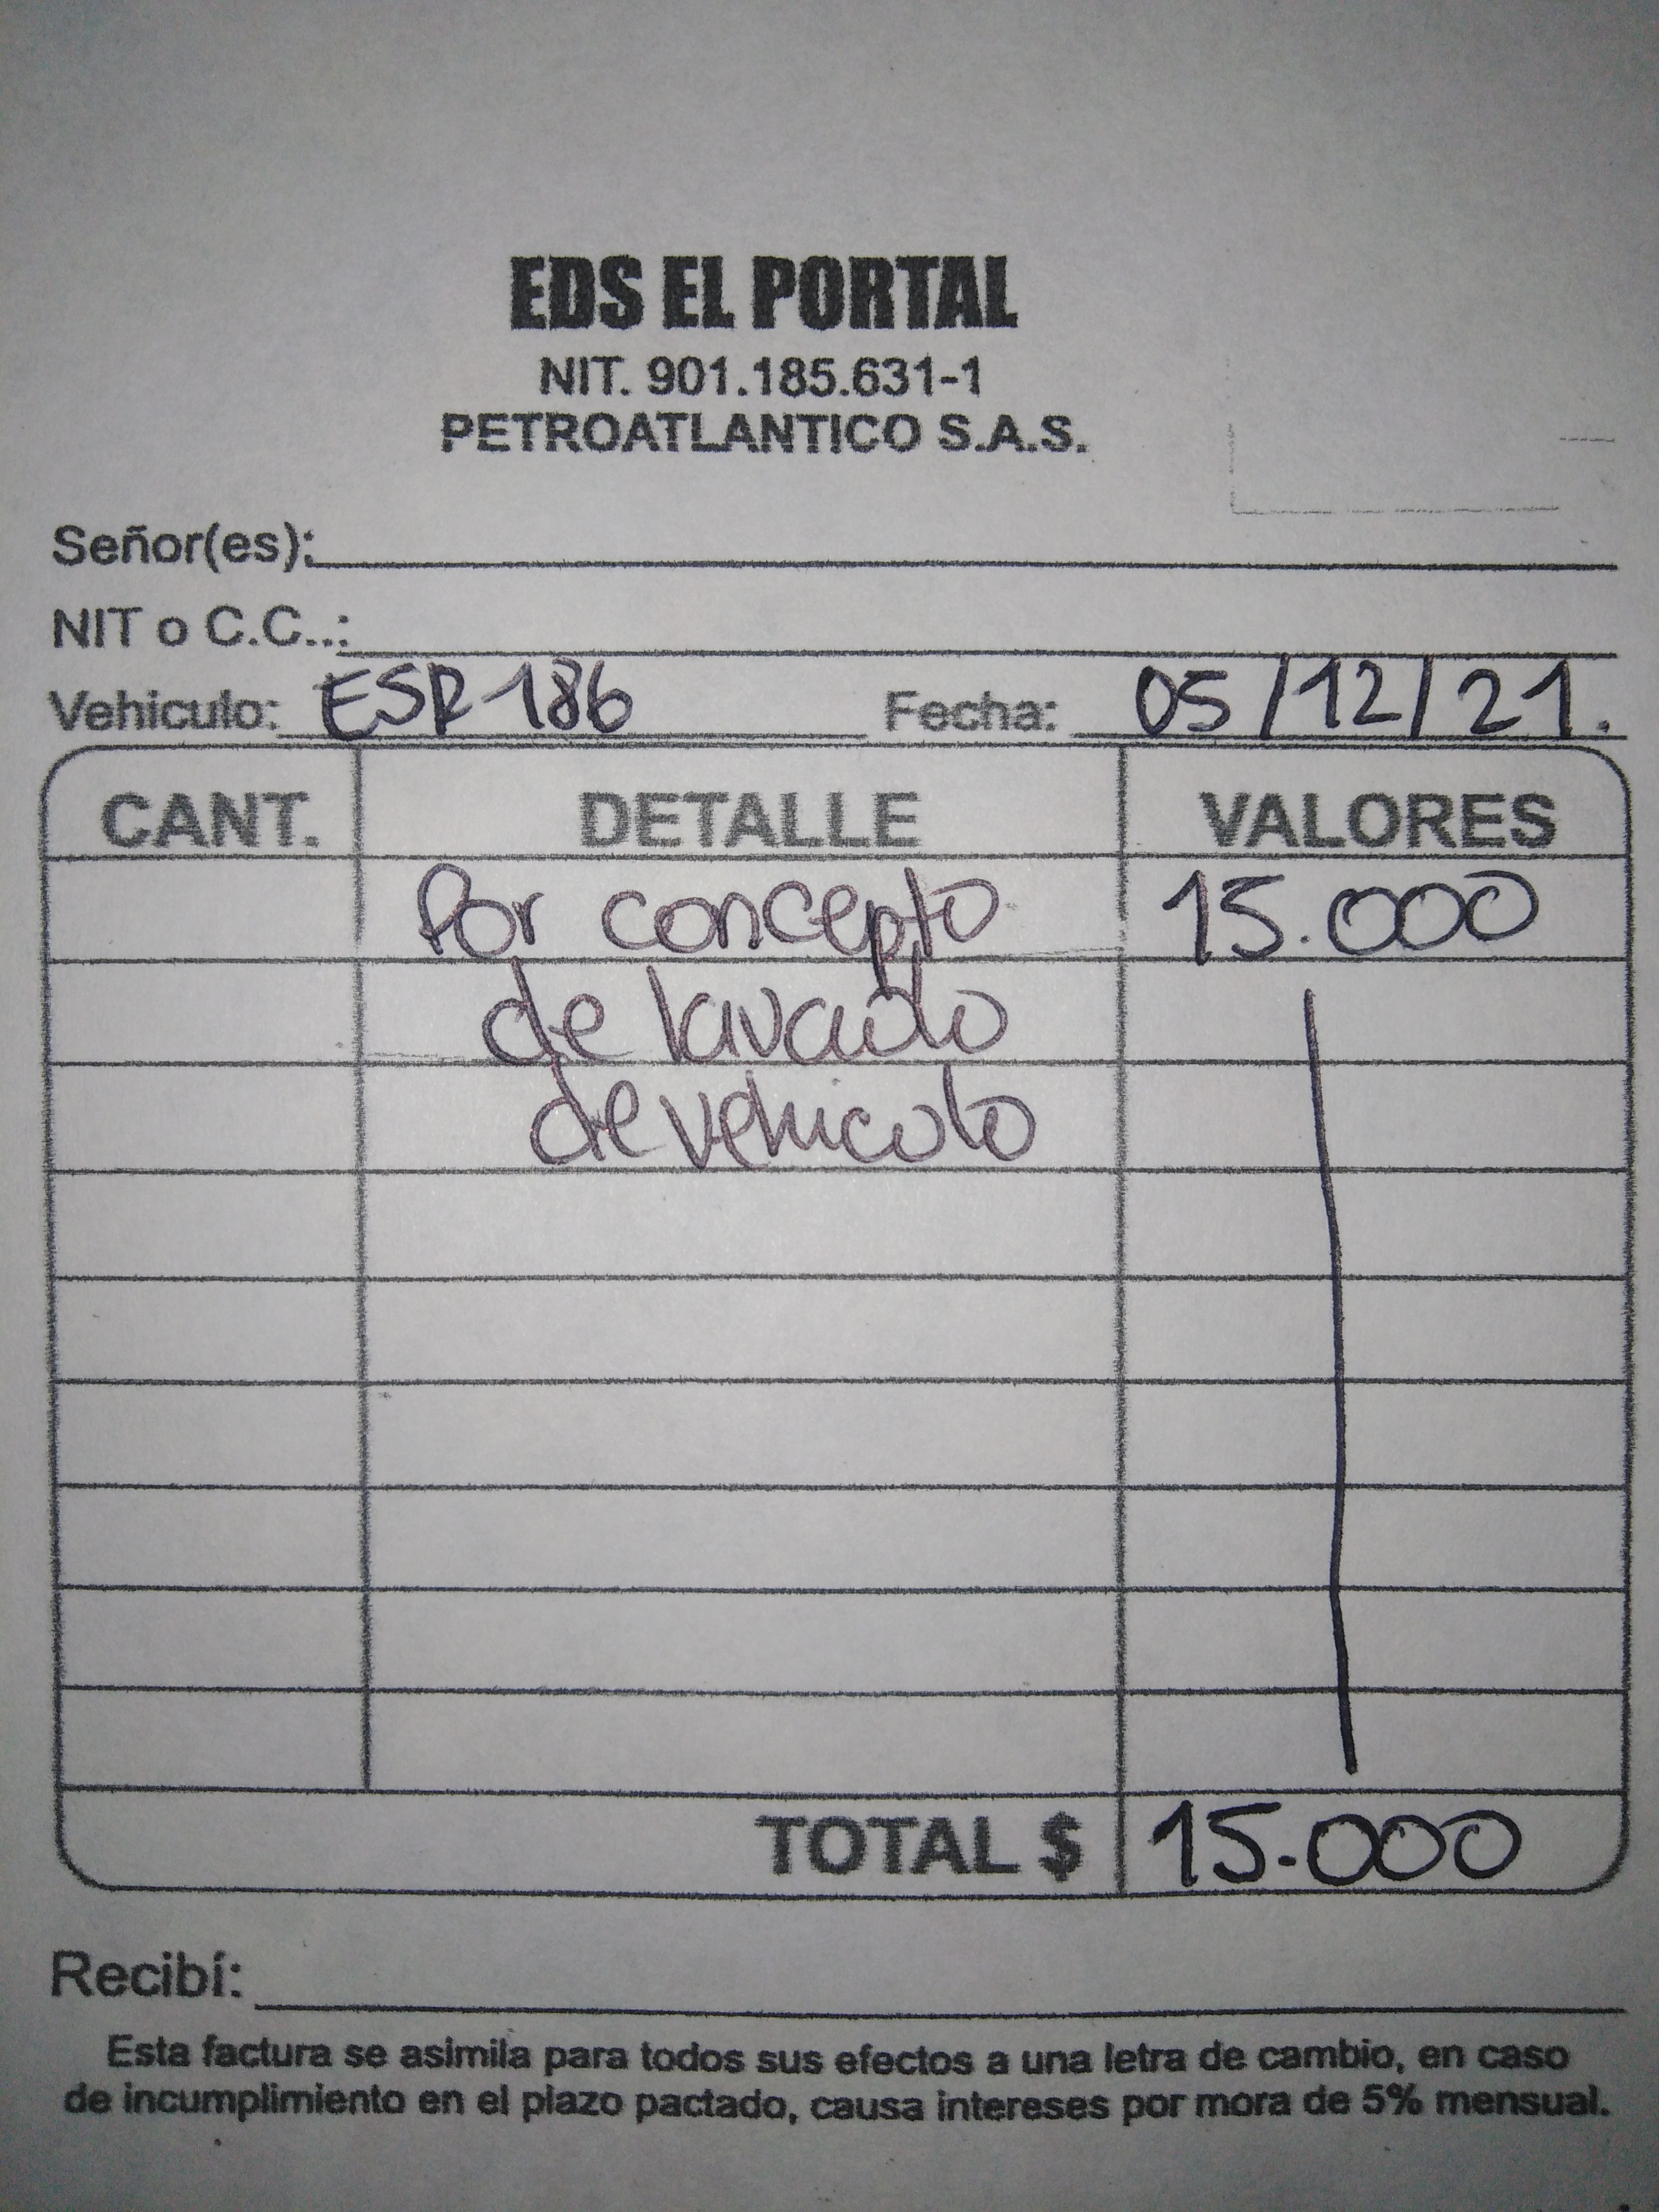 EDS EL PORTAL
NIT. 901.185.631-1
PETROATLANTICO S.A.S.
Señor(es):
NIT o C.C..:
Vehiculo: ESR 186 Fecha: 05/12/21.
CANT. DETALLE VALORES
Por concepto 15.000
de lavado
de vehiculo
TOTAL $ 15.000
Recibí:
Esta factura se asimila para todos sus efectos a una letra de cambio, en caso
de incumplimiento en el plazo pactado, causa intereses por mora de 5% mensual.